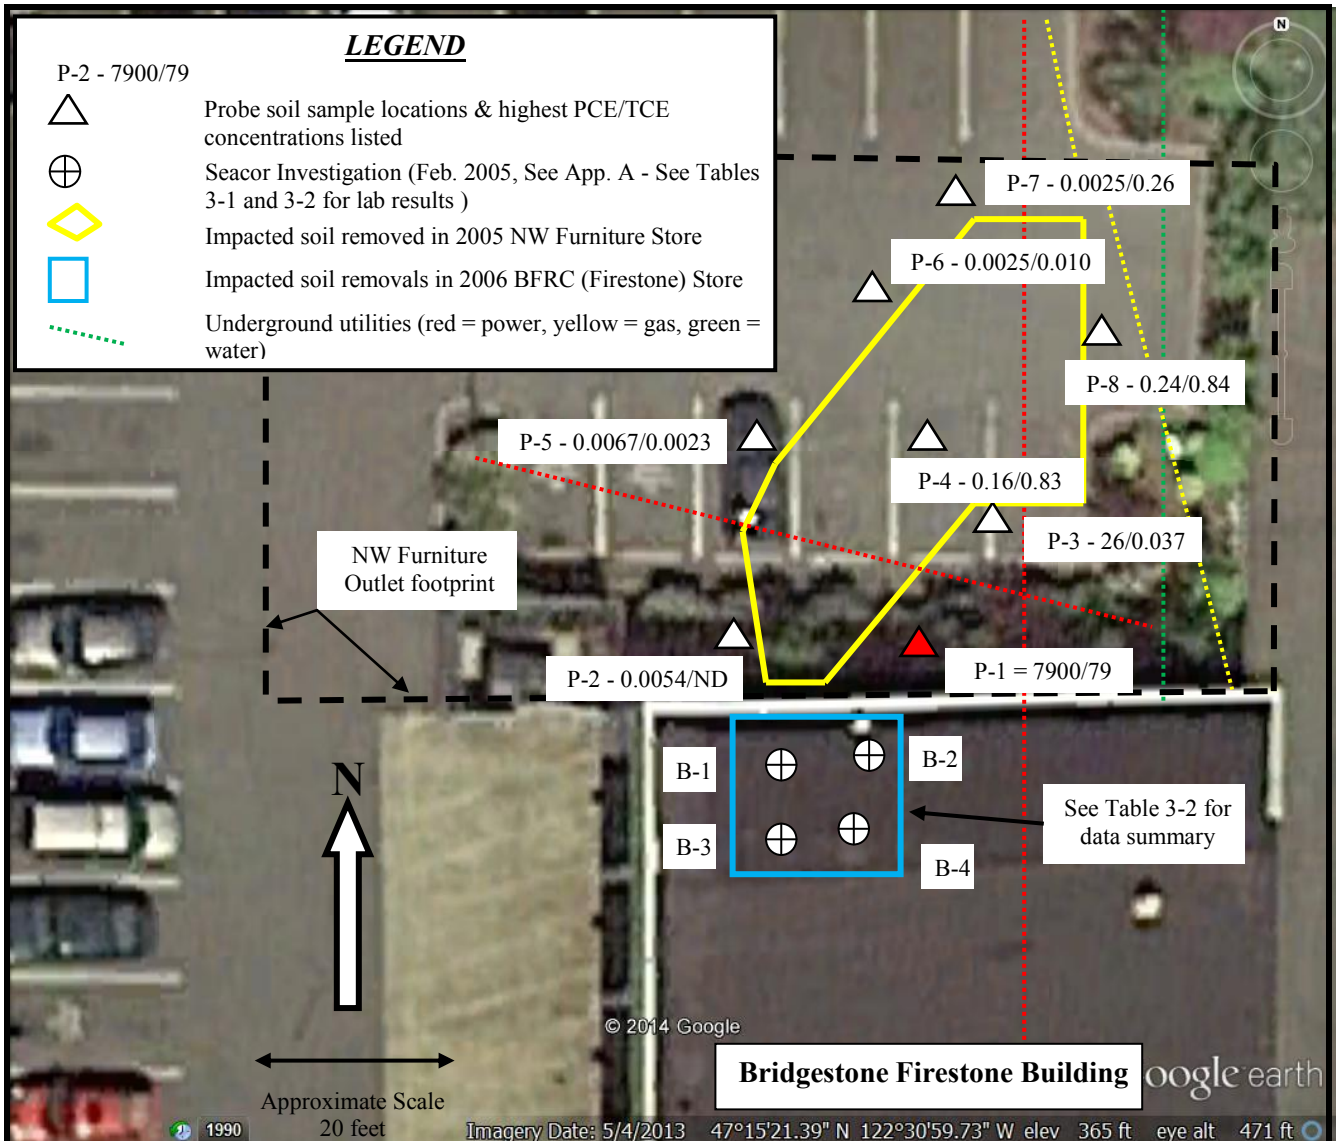 LEGEND
P-2 - 7900/79
Probe soil sample locations & highest PCE/TCE
concentrations listed
Seacor Investigation (Feb. 2005, See App. A - See Tables
3-1 and 3-2 for lab results )
Impacted soil removed in 2005 NW Furniture Store
Impacted soil removals in 2006 BFRC (Firestone) Store
Underground utilities (red = power, yellow = gas, green =
water)
N
P-7 - 0.0025/0.26
P-6 - 0.0025/0.010
P-8 - 0.24/0.84
P-5 - 0.0067/0.0023
P-4 - 0.16/0.83
P-3 - 26/0.037
NW Furniture
Outlet footprint
P-2 - 0.0054/ND
P-1 = 7900/79
B-1
B-2
N
See Table 3-2 for
data summary
B-3
B-4
© 2014 Google
Bridgestone Firestone Building
oogle earth
Approximate Scale
20 feet
1990
Imagery Date: 5/4/2013 47°15'21.39" N 122°30'59.73" W elev 365 ft eye alt 471 ft